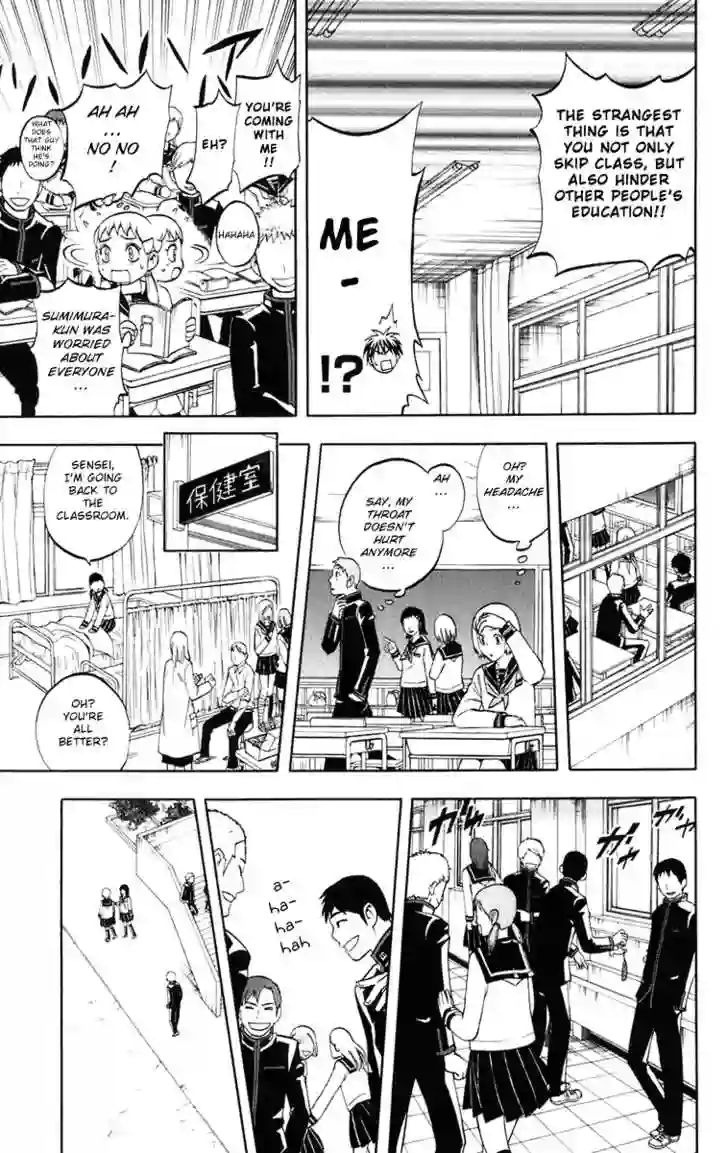 THE STRANGEST
THING IS THAT
YOU NOT ONLY
SKIP CLASS, BUT
ALSO HINDER
OTHER PEOPLE'S
EDUCATION!!
ME
-
!?
YOU'RE
COMING
WITH
ME
!!
EH?
HAHAHA
AH AH
...
NO NO
!
WHAT
DOES
THAT GUY
THINK
HE'S
DOING?
SUMIMURA-
KUN WAS
WORRIED
ABOUT
EVERYONE
...
OH?
MY
HEADACHE
...
AH
...
SAY, MY
THROAT
DOESN'T
HURT
ANYMORE
...
保健室
SENSEI,
I'M GOING
BACK TO
THE
CLASSROOM.
OH?
YOU'RE
ALL
BETTER?
ガヤ
ガヤ
a-
ha-
ha-
hah